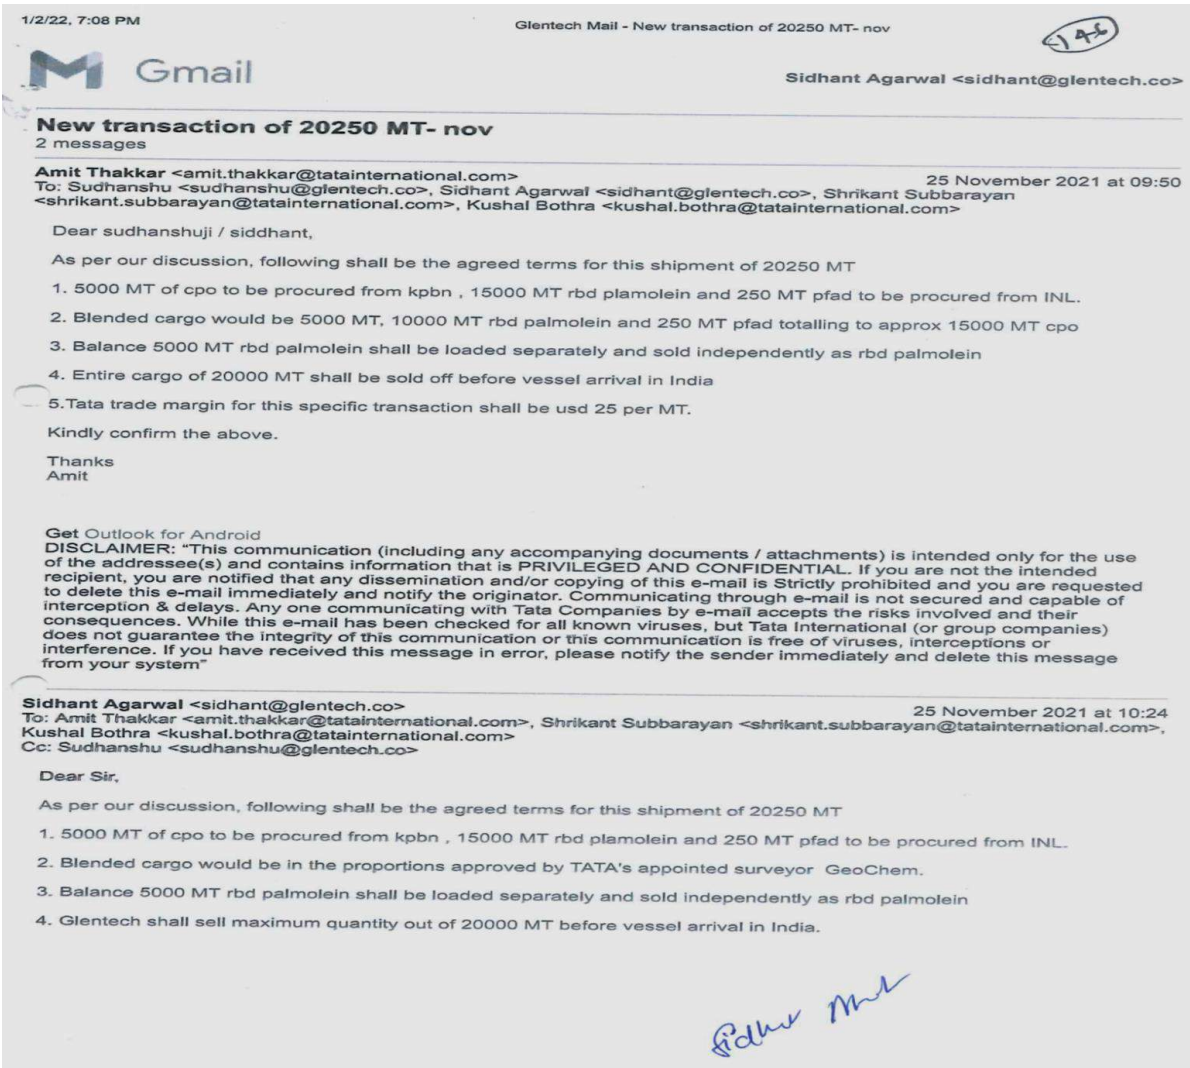 1/2/22, 7:08 PM
Glentech Mail - New transaction of 20250 MT- nov
Gmail
Sidhant Agarwal <sidhant@glentech.co>
New transaction of 20250 MT- nov
2 messages
Amit Thakkar <amit.thakkar@tatainternational.com>
25 November 2021 at 09:50
To: Sudhanshu <sudhanshu@glentech.co>, Sidhant Agarwal <sidhant@glentech.co>, Shrikant Subbarayan
<shrikant.subbarayan@tatainternational.com>, Kushal Bothra <kushal.bothra@tatainternational.com>
Dear sudhanshuji / siddhant,
As per our discussion, following shall be the agreed terms for this shipment of 20250 MT
1. 5000 MT of cpo to be procured from kpbn , 15000 MT rbd plamolein and 250 MT pfad to be procured from INL.
2. Blended cargo would be 5000 MT, 10000 MT rbd palmolein and 250 MT pfad totalling to approx 15000 MT cpo
3. Balance 5000 MT rbd palmolein shall be loaded separately and sold independently as rbd palmolein
4. Entire cargo of 20000 MT shall be sold off before vessel arrival in India
5.Tata trade margin for this specific transaction shall be usd 25 per MT.
Kindly confirm the above.
Thanks
Amit
Get Outlook for Android
DISCLAIMER: "This communication (including any accompanying documents / attachments) is intended only for the use
of the addressee(s) and contains information that is PRIVILEGED AND CONFIDENTIAL. If you are not the intended
recipient, you are notified that any dissemination and/or copying of this e-mail is Strictly prohibited and you are requested
to delete this e-mail immediately and notify the originator. Communicating through e-mail is not secured and capable of
interception & delays. Any one communicating with Tata Companies by e-mail accepts the risks involved and their
consequences. While this e-mail has been checked for all known viruses, but Tata International (or group companies)
does not guarantee the integrity of this communication or this communication is free of viruses, interceptions or
interference. If you have received this message in error, please notify the sender immediately and delete this message
from your system"
Sidhant Agarwal <sidhant@glentech.co>
25 November 2021 at 10:24
To: Amit Thakkar <amit.thakkar@tatainternational.com>, Shrikant Subbarayan <shrikant.subbarayan@tatainternational.com>,
Kushal Bothra <kushal.bothra@tatainternational.com>
Cc: Sudhanshu <sudhanshu@glentech.co>
Dear Sir,
As per our discussion, following shall be the agreed terms for this shipment of 20250 MT
1. 5000 MT of cpo to be procured from kpbn , 15000 MT rbd plamolein and 250 MT pfad to be procured from INL.
2. Blended cargo would be in the proportions approved by TATA's appointed surveyor GeoChem.
3. Balance 5000 MT rbd palmolein shall be loaded separately and sold independently as rbd palmolein
4. Glentech shall sell maximum quantity out of 20000 MT before vessel arrival in India.